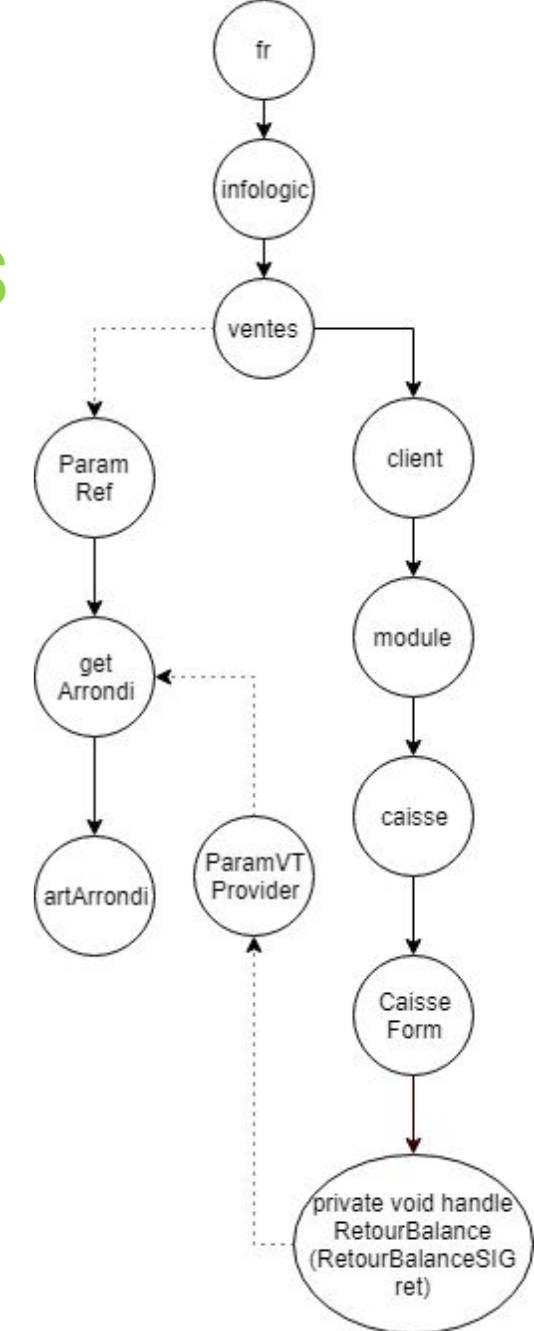 fr
infologic
s
ventes
Param
Ref
client
get
Arrondi
module
artArrondi
ParamVT
Provider
caisse
Caisse
Form
private void handle
RetourBalance
(RetourBalanceSIG
ret)